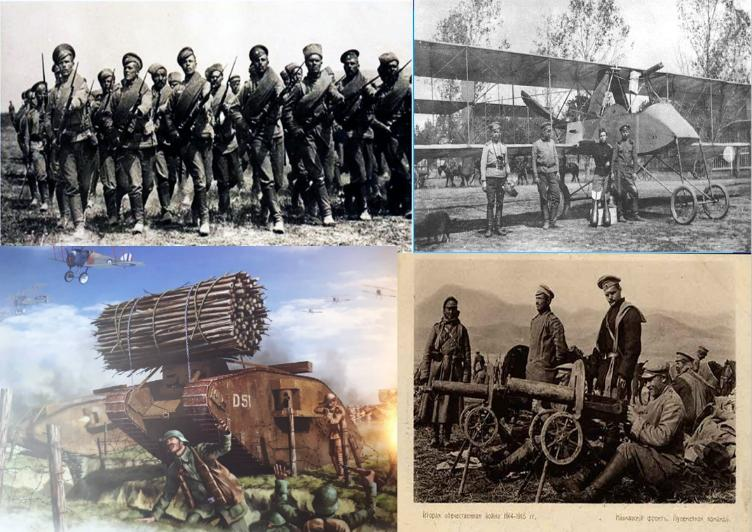 D51
Вторая отечественная война 1914-1915 гг.
Кавказский фронт. Пулеметная команда.